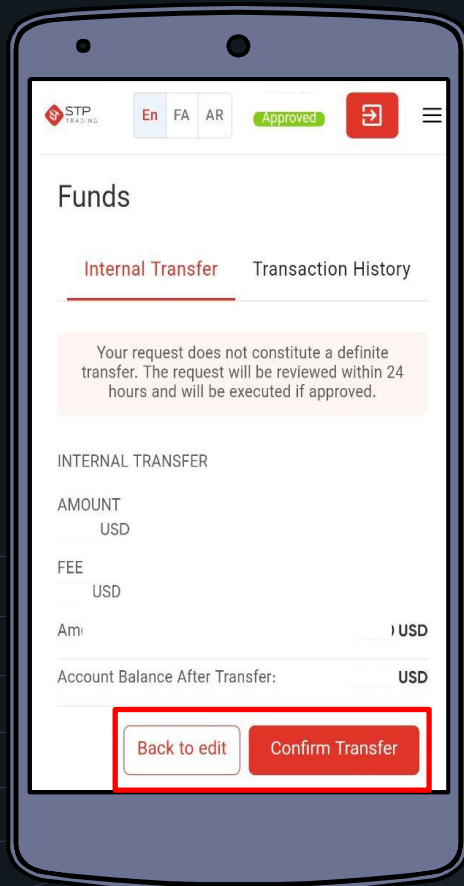 STP
TRADING
En FA AR
Approved
Funds
Internal Transfer Transaction History
Your request does not constitute a definite
transfer. The request will be reviewed within 24
hours and will be executed if approved.
INTERNAL TRANSFER
AMOUNT
USD
FEE
USD
USD
Account Balance After Transfer: USD
Back to edit Confirm Transfer